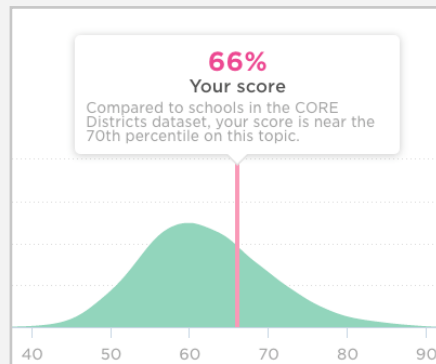 66%
Your score
Compared to schools in the CORE
Districts dataset, your score is near the
70th percentile on this topic.
40 50 60 70 80 90